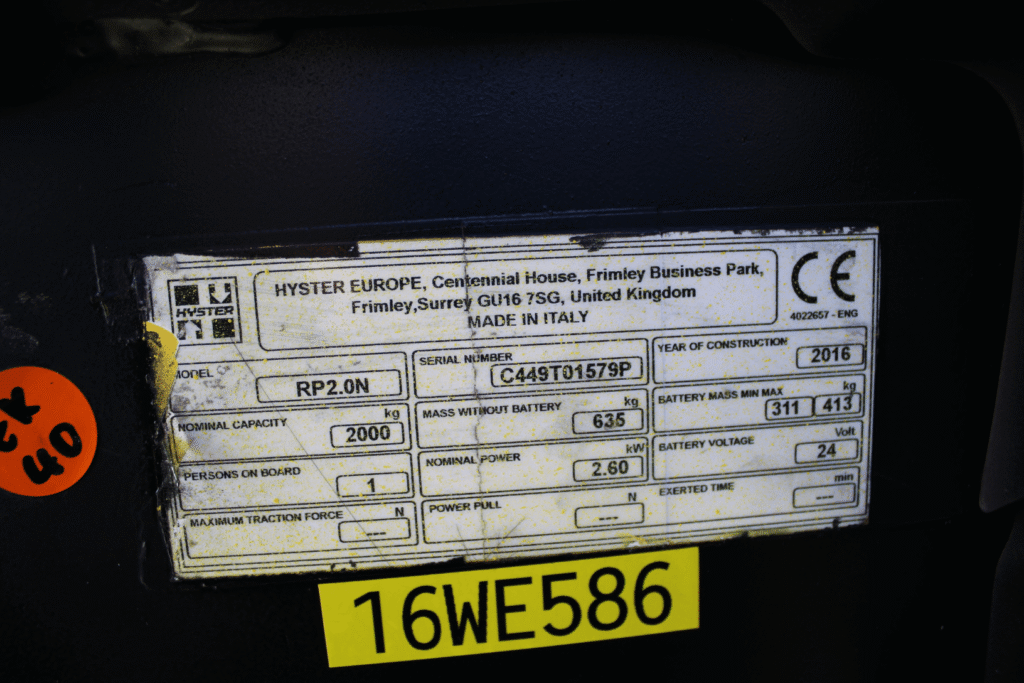 HYSTER
HYSTER EUROPE, Centennial House, Frimley Business Park,
Frimley,Surrey GU16 7SG, United Kingdom
MADE IN ITALY
CE
4022657 - ENG
MODEL
RP2.0N
SERIAL NUMBER
C449T01579P
YEAR OF CONSTRUCTION
2016
NOMINAL CAPACITY
kg
2000
MASS WITHOUT BATTERY
kg
635
BATTERY MASS MIN MAX
kg
311 413
PERSONS ON BOARD
1
NOMINAL POWER
kW
2.60
BATTERY VOLTAGE
Volt
24
MAXIMUM TRACTION FORCE
N
---
POWER PULL
N
---
EXERTED TIME
min
---
40
16WE586